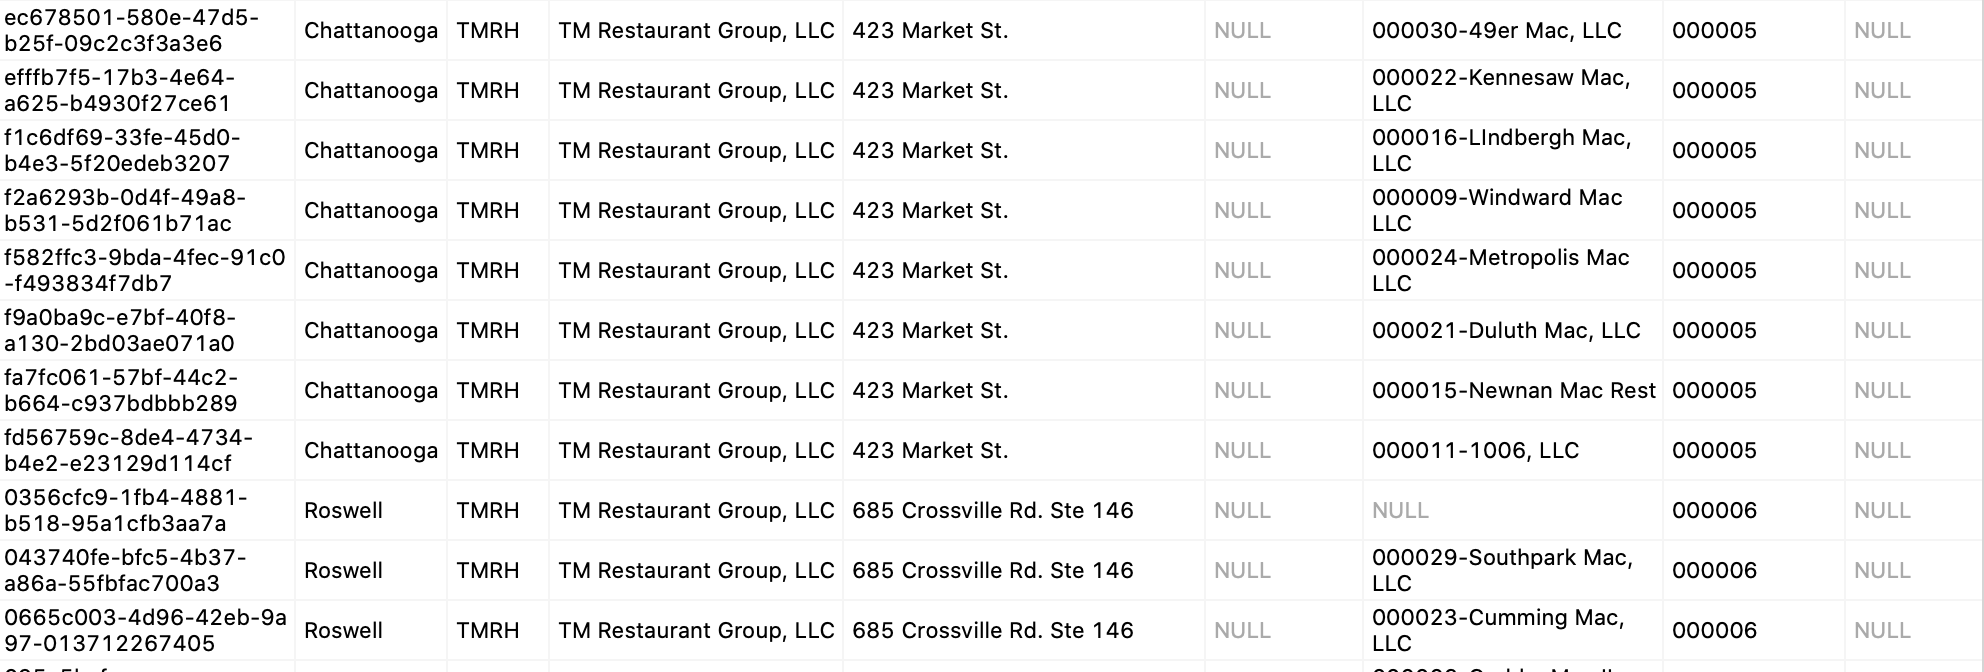 ec678501-580e-47d5-
b25f-09c2c3f3a3e6 Chattanooga TMRH TM Restaurant Group, LLC 423 Market St. NULL 000030-49er Mac, LLC 000005 NULL
efffb7f5-17b3-4e64-
a625-b4930f27ce61 Chattanooga TMRH TM Restaurant Group, LLC 423 Market St. NULL 000022-Kennesaw Mac,
LLC 000005 NULL
f1c6df69-33fe-45d0-
b4e3-5f20edeb3207 Chattanooga TMRH TM Restaurant Group, LLC 423 Market St. NULL 000016-LIndbergh Mac,
LLC 000005 NULL
f2a6293b-0d4f-49a8-
b531-5d2f061b71ac Chattanooga TMRH TM Restaurant Group, LLC 423 Market St. NULL 000009-Windward Mac
LLC 000005 NULL
f582ffc3-9bda-4fec-91c0
-f493834f7db7 Chattanooga TMRH TM Restaurant Group, LLC 423 Market St. NULL 000024-Metropolis Mac
LLC 000005 NULL
f9a0ba9c-e7bf-40f8-
a130-2bd03ae071a0 Chattanooga TMRH TM Restaurant Group, LLC 423 Market St. NULL 000021-Duluth Mac, LLC 000005 NULL
fa7fc061-57bf-44c2-
b664-c937bdbbb289 Chattanooga TMRH TM Restaurant Group, LLC 423 Market St. NULL 000015-Newnan Mac Rest 000005 NULL
fd56759c-8de4-4734-
b4e2-e23129d114cf Chattanooga TMRH TM Restaurant Group, LLC 423 Market St. NULL 000011-1006, LLC 000005 NULL
0356cfc9-1fb4-4881-
b518-95a1cfb3aa7a Roswell TMRH TM Restaurant Group, LLC 685 Crossville Rd. Ste 146 NULL NULL 000006 NULL
043740fe-bfc5-4b37-
a86a-55fbfac700a3 Roswell TMRH TM Restaurant Group, LLC 685 Crossville Rd. Ste 146 NULL 000029-Southpark Mac,
LLC 000006 NULL
0665c003-4d96-42eb-9a
97-013712267405 Roswell TMRH TM Restaurant Group, LLC 685 Crossville Rd. Ste 146 NULL 000023-Cumming Mac,
LLC 000006 NULL